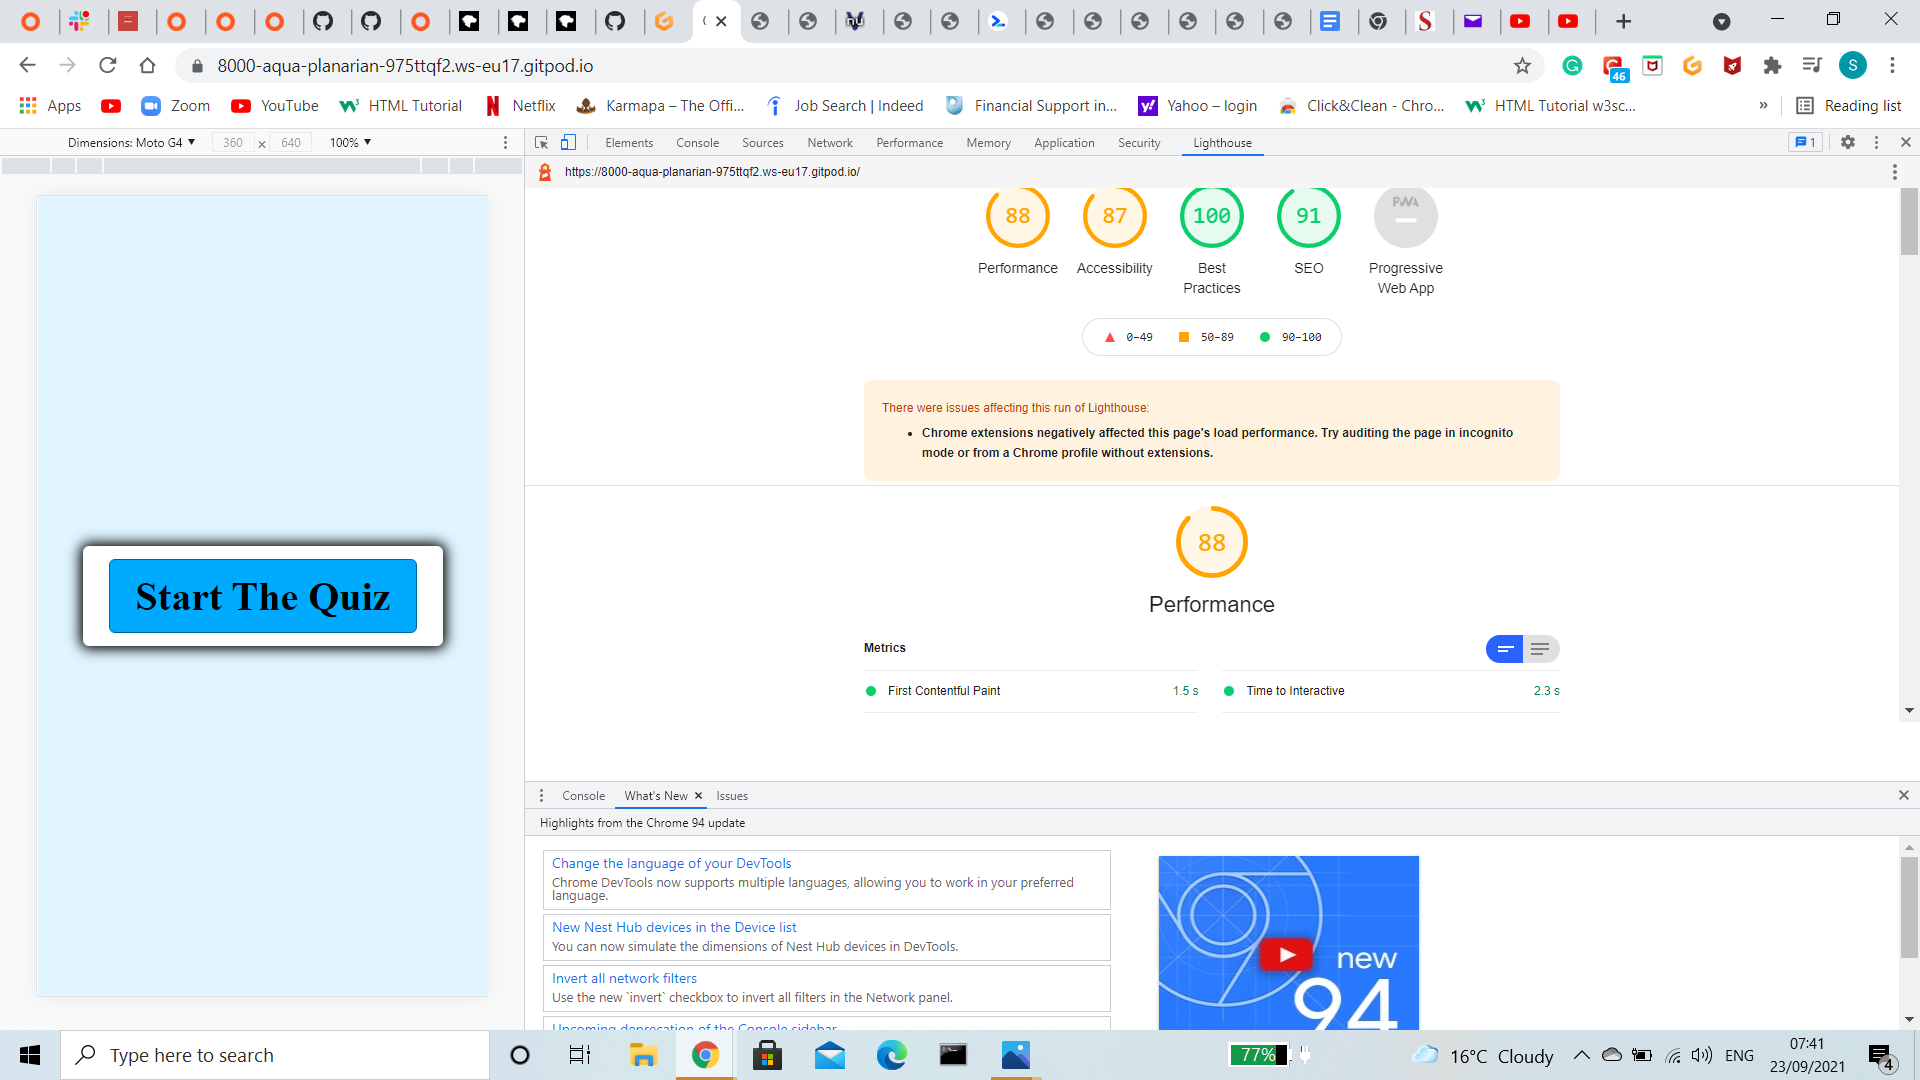 8000-aqua-planarian-975ttqf2.ws-eu17.gitpod.io
46
S
Apps
Zoom
YouTube
HTML Tutorial
Netflix
Karmapa – The Offi...
Job Search | Indeed
Financial Support in...
Yahoo – login
Click&Clean - Chro...
HTML Tutorial w3sc...
»
Reading list
Dimensions: Moto G4 ▼ 360 × 640 100% ▼
Elements Console Sources Network Performance Memory Application Security Lighthouse
1
https://8000-aqua-planarian-975ttqf2.ws-eu17.gitpod.io/
88 87 100 91 PWA
Performance Accessibility Best Practices SEO Progressive Web App
0–49 50–89 90–100
There were issues affecting this run of Lighthouse:
• Chrome extensions negatively affected this page's load performance. Try auditing the page in incognito
mode or from a Chrome profile without extensions.
88
Performance
Metrics
First Contentful Paint 1.5 s
Time to Interactive 2.3 s
Start The Quiz
Console What's New Issues
Highlights from the Chrome 94 update
Change the language of your DevTools
Chrome DevTools now supports multiple languages, allowing you to work in your preferred
language.
New Nest Hub devices in the Device list
You can now simulate the dimensions of Nest Hub devices in DevTools.
Invert all network filters
Use the new `invert` checkbox to invert all filters in the Network panel.
Upcoming deprecation of the Console sidebar
new
94
Type here to search
77%
16°C Cloudy
ENG
07:41
23/09/2021
4